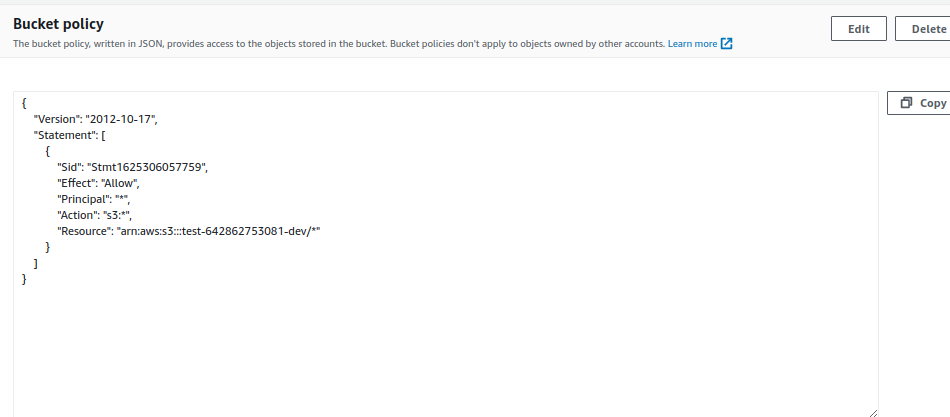 Bucket policy
Edit
Delete
The bucket policy, written in JSON, provides access to the objects stored in the bucket. Bucket policies don't apply to objects owned by other accounts. Learn more
Copy
{
"Version": "2012-10-17",
"Statement": [
{
"Sid": "Stmt1625306057759",
"Effect": "Allow",
"Principal": "*",
"Action": "s3:*",
"Resource": "arn:aws:s3:::test-642862753081-dev/*"
}
]
}